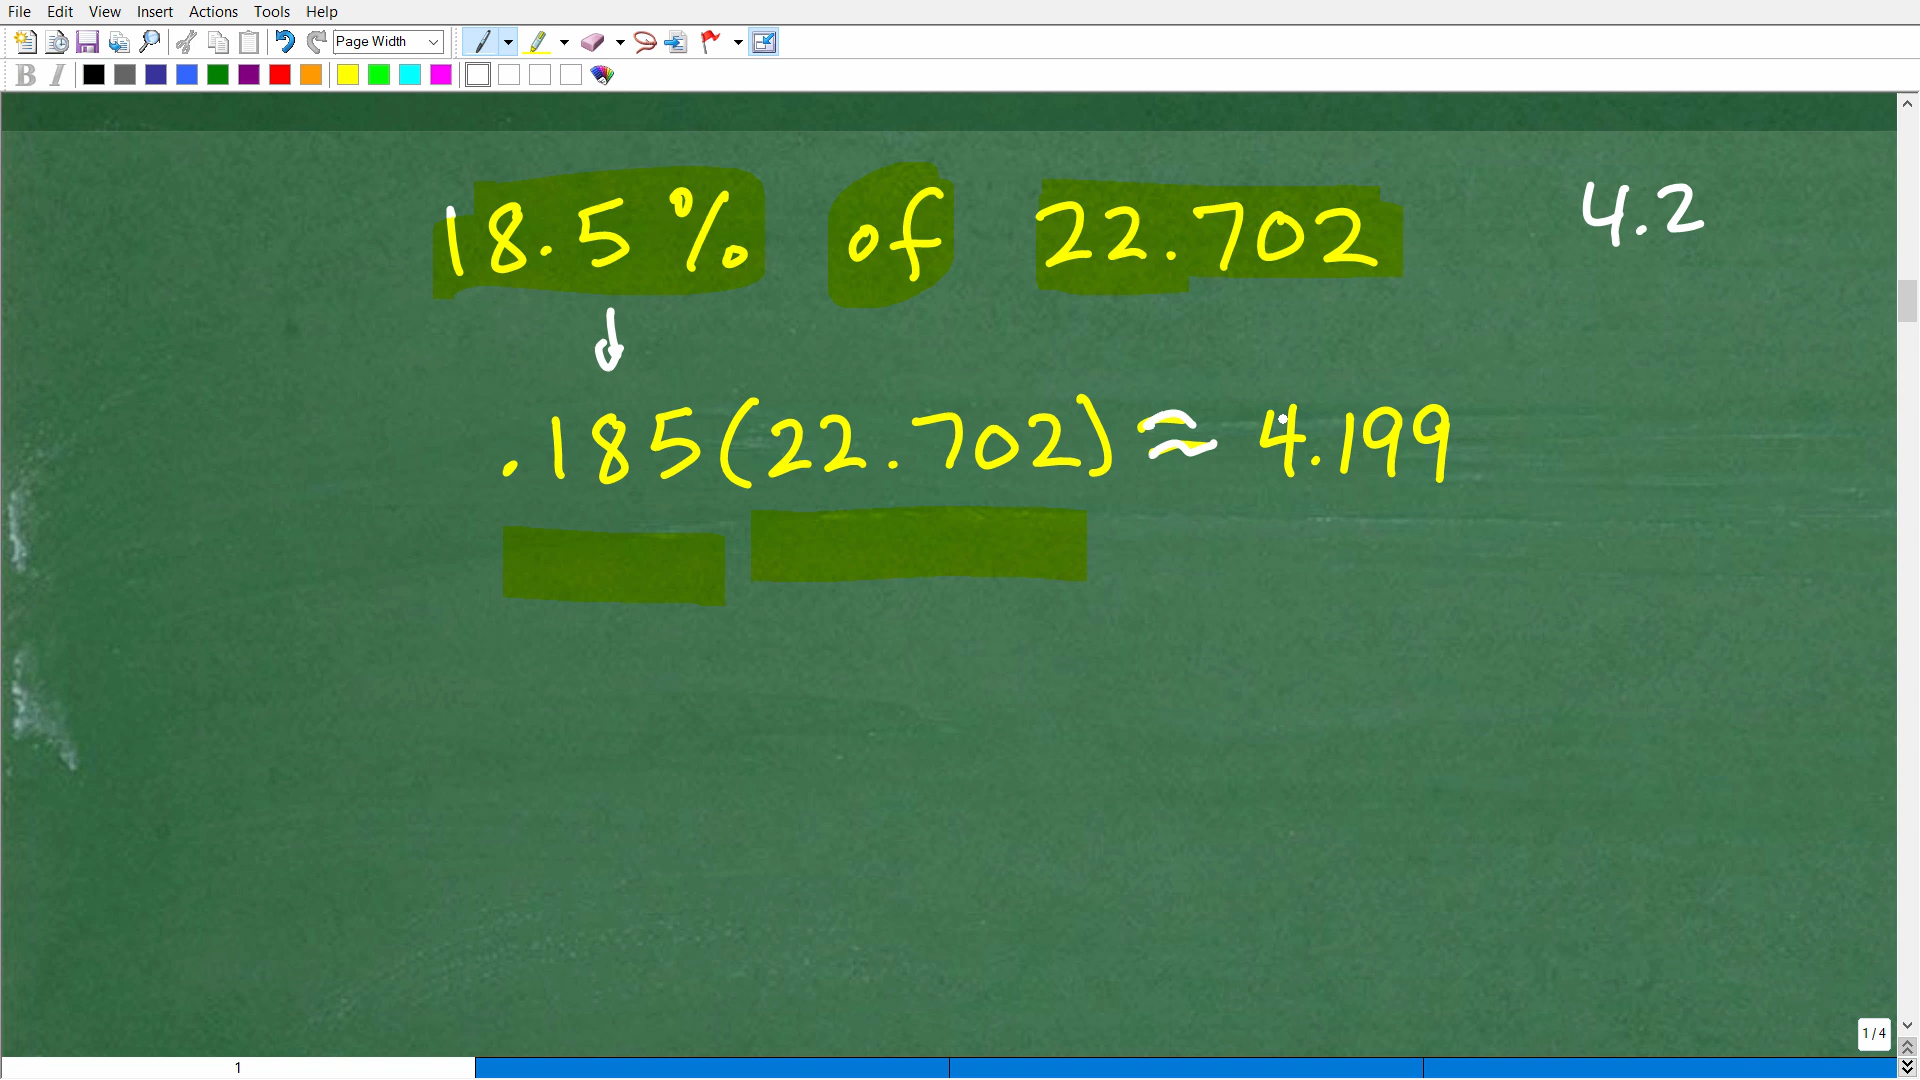 File Edit View Insert Actions Tools Help
Page Width
B I
18.5% of 22.702 4.2
.185(22.702) ≈ 4.199
1 / 4
1